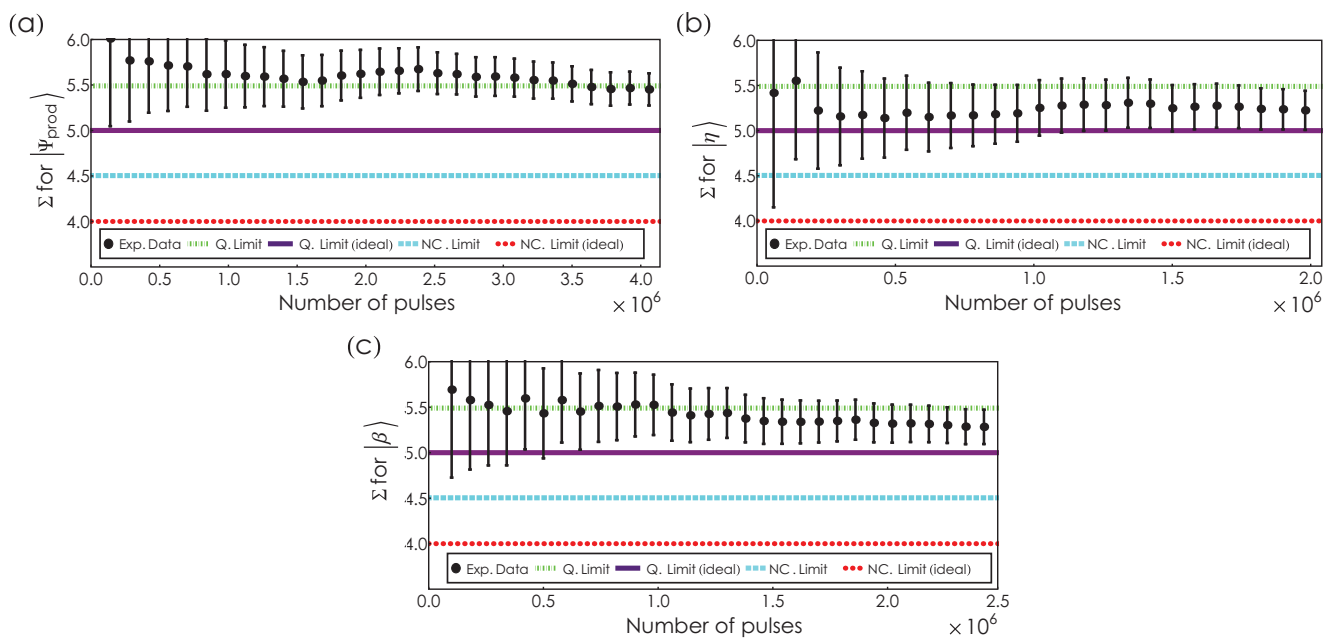 (a)
6.0
5.5
5.0
4.5
4.0
Σ for |Ψprod⟩
Exp. Data Q. Limit Q. Limit (ideal) NC. Limit NC. Limit (ideal)
0.0 0.5 1.0 1.5 2.0 2.5 3.0 3.5 4.0
Number of pulses × 10^6
(b)
6.0
5.5
5.0
4.5
4.0
Σ for |η⟩
Exp. Data Q. Limit Q. Limit (ideal) NC. Limit NC. Limit (ideal)
0.0 0.5 1.0 1.5 2.0
Number of pulses × 10^6
(c)
6.0
5.5
5.0
4.5
4.0
Σ for |β⟩
Exp. Data Q. Limit Q. Limit (ideal) NC. Limit NC. Limit (ideal)
0.0 0.5 1.0 1.5 2.0 2.5
Number of pulses × 10^6